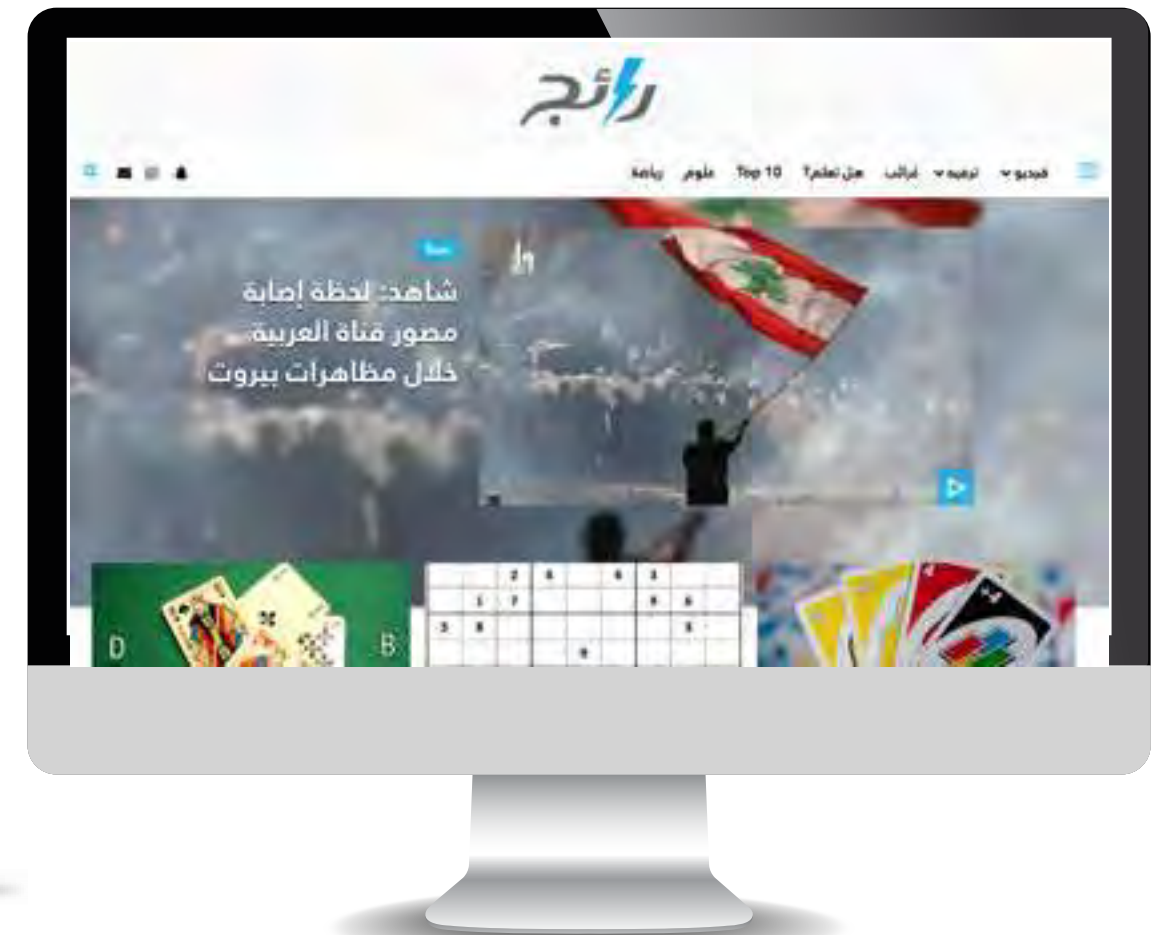 رائج
فيديو ترفيه غرائب هل تعلم؟ Top 10 علوم رياضة
شاهد: لحظة إصابة
مصور قناة العربية
خلال مظاهرات بيروت
D
B